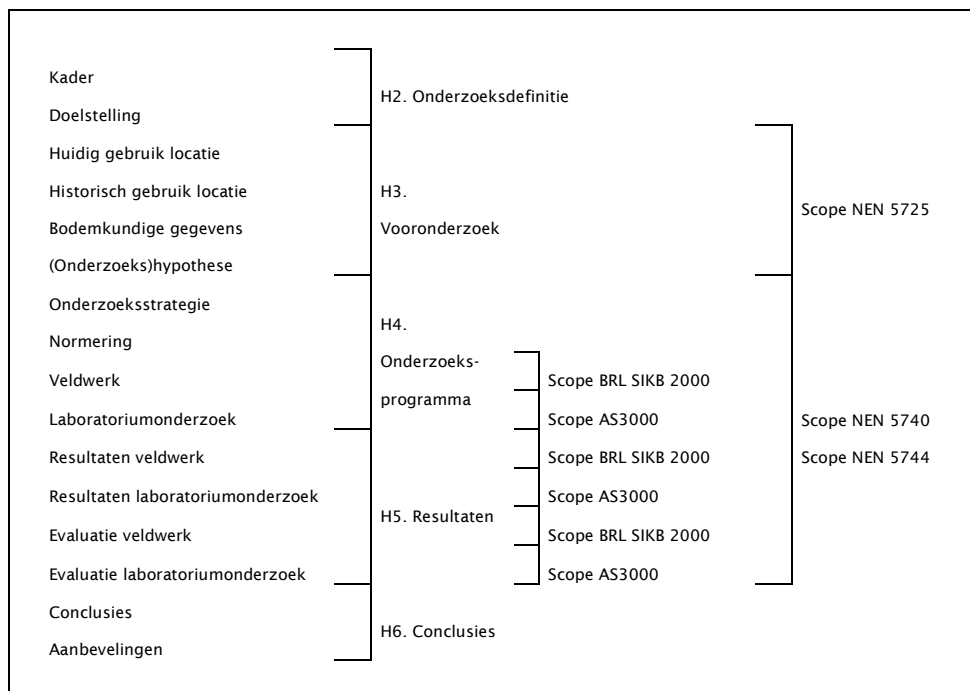 Kader
H2. Onderzoeksdefinitie
Doelstelling
Huidig gebruik locatie
Historisch gebruik locatie
H3.
Scope NEN 5725
Bodemkundige gegevens
Vooronderzoek
(Onderzoeks)hypothese
Onderzoeksstrategie
H4.
Normering
Onderzoeks-
Veldwerk
Scope BRL SIKB 2000
programma
Laboratoriumonderzoek
Scope AS3000
Scope NEN 5740
Resultaten veldwerk
Scope BRL SIKB 2000
Scope NEN 5744
Resultaten laboratoriumonderzoek
Scope AS3000
H5. Resultaten
Evaluatie veldwerk
Scope BRL SIKB 2000
Evaluatie laboratoriumonderzoek
Scope AS3000
Conclusies
H6. Conclusies
Aanbevelingen